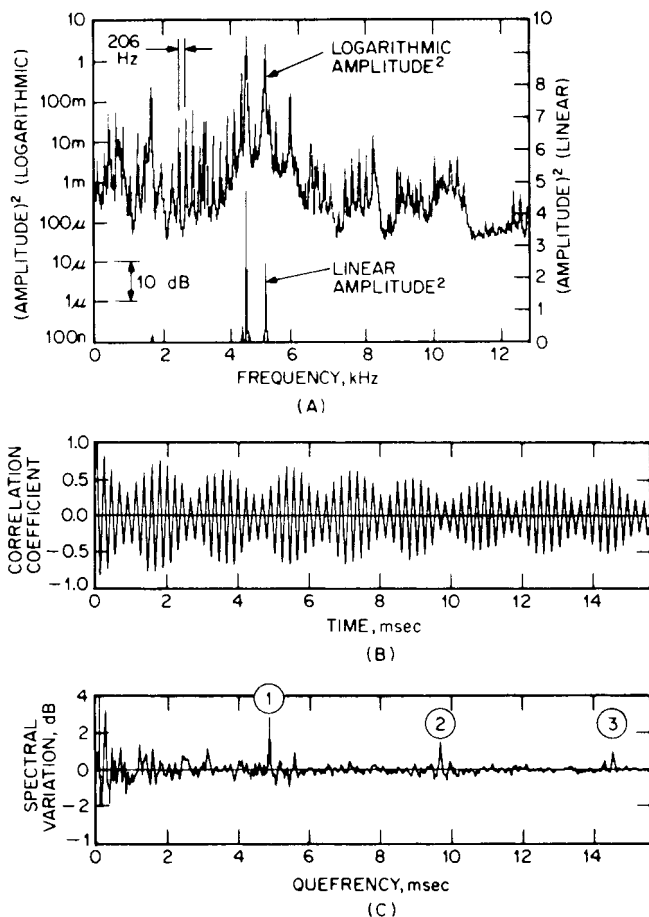 (AMPLITUDE)² (LOGARITHMIC)
10
1
100m
10m
1m
100μ
10μ
1μ
100n
206
Hz
LOGARITHMIC
AMPLITUDE²
10 dB
LINEAR
AMPLITUDE²
10
9
8
7
6
5
4
3
2
1
0
(AMPLITUDE)² (LINEAR)
0 2 4 6 8 10 12
FREQUENCY, kHz
(A)
CORRELATION
COEFFICIENT
1.0
0.5
0.0
-0.5
-1.0
0 2 4 6 8 10 12 14
TIME, msec
(B)
SPECTRAL
VARIATION, dB
4
2
0
-2
-1
1
2
3
0 2 4 6 8 10 12 14
QUEFRENCY, msec
(C)